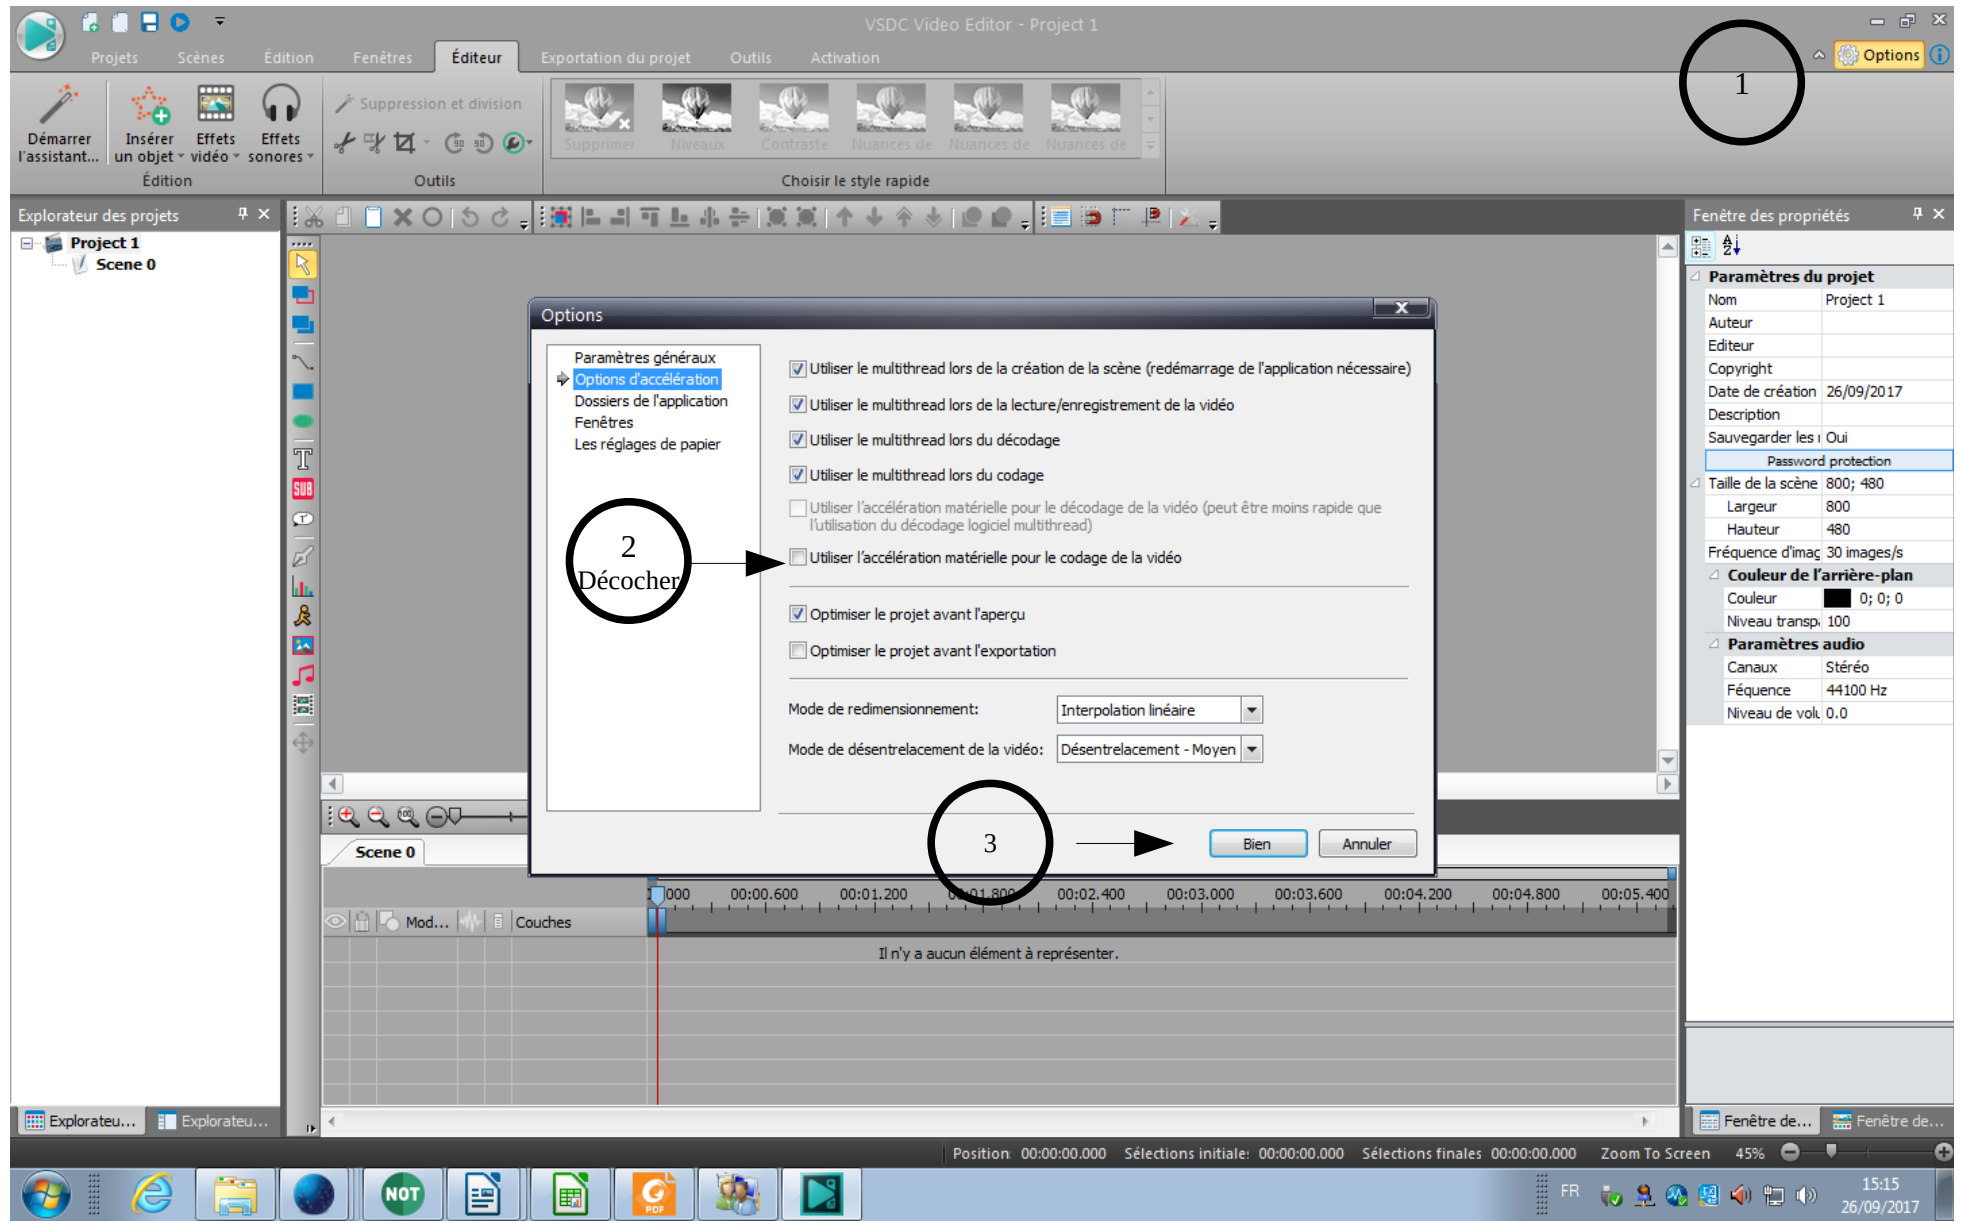 VSDC Video Editor - Project 1
Projets Scènes Édition Fenêtres Éditeur Exportation du projet Outils Activation
Options
1
Démarrer l'assistant...
Insérer un objet
Effets vidéo
Effets sonores
Édition
Suppression et division
Outils
Supprimer Niveaux Contraste Nuances de Nuances de Nuances de
Choisir le style rapide
Explorateur des projets
Project 1
Scene 0
SUB
Options
Paramètres généraux
Options d'accélération
Dossiers de l'application
Fenêtres
Les réglages de papier
Utiliser le multithread lors de la création de la scène (redémarrage de l'application nécessaire)
Utiliser le multithread lors de la lecture/enregistrement de la vidéo
Utiliser le multithread lors du décodage
Utiliser le multithread lors du codage
Utiliser l'accélération matérielle pour le décodage de la vidéo (peut être moins rapide que
l'utilisation du décodage logiciel multithread)
Utiliser l'accélération matérielle pour le codage de la vidéo
2
Décocher
Optimiser le projet avant l'aperçu
Optimiser le projet avant l'exportation
Mode de redimensionnement: Interpolation linéaire
Mode de désentrelacement de la vidéo: Désentrelacement - Moyen
3
Bien Annuler
Fenêtre des propriétés
Paramètres du projet
Nom Project 1
Auteur
Editeur
Copyright
Date de création 26/09/2017
Description
Sauvegarder les Oui
Password protection
Taille de la scène 800; 480
Largeur 800
Hauteur 480
Fréquence d'imag 30 images/s
Couleur de l'arrière-plan
Couleur 0; 0; 0
Niveau transp 100
Paramètres audio
Canaux Stéréo
Féquence 44100 Hz
Niveau de volu 0.0
Scene 0
000 00:00.600 00:01.200 00:01.800 00:02.400 00:03.000 00:03.600 00:04.200 00:04.800 00:05.400
Mod... Couches
Il n'y a aucun élément à représenter.
Explorateu... Explorateu...
Fenêtre de... Fenêtre de...
Position: 00:00:00.000 Sélections initiale: 00:00:00.000 Sélections finales 00:00:00.000 Zoom To Screen 45%
NOT
PDF
FR
15:15
26/09/2017